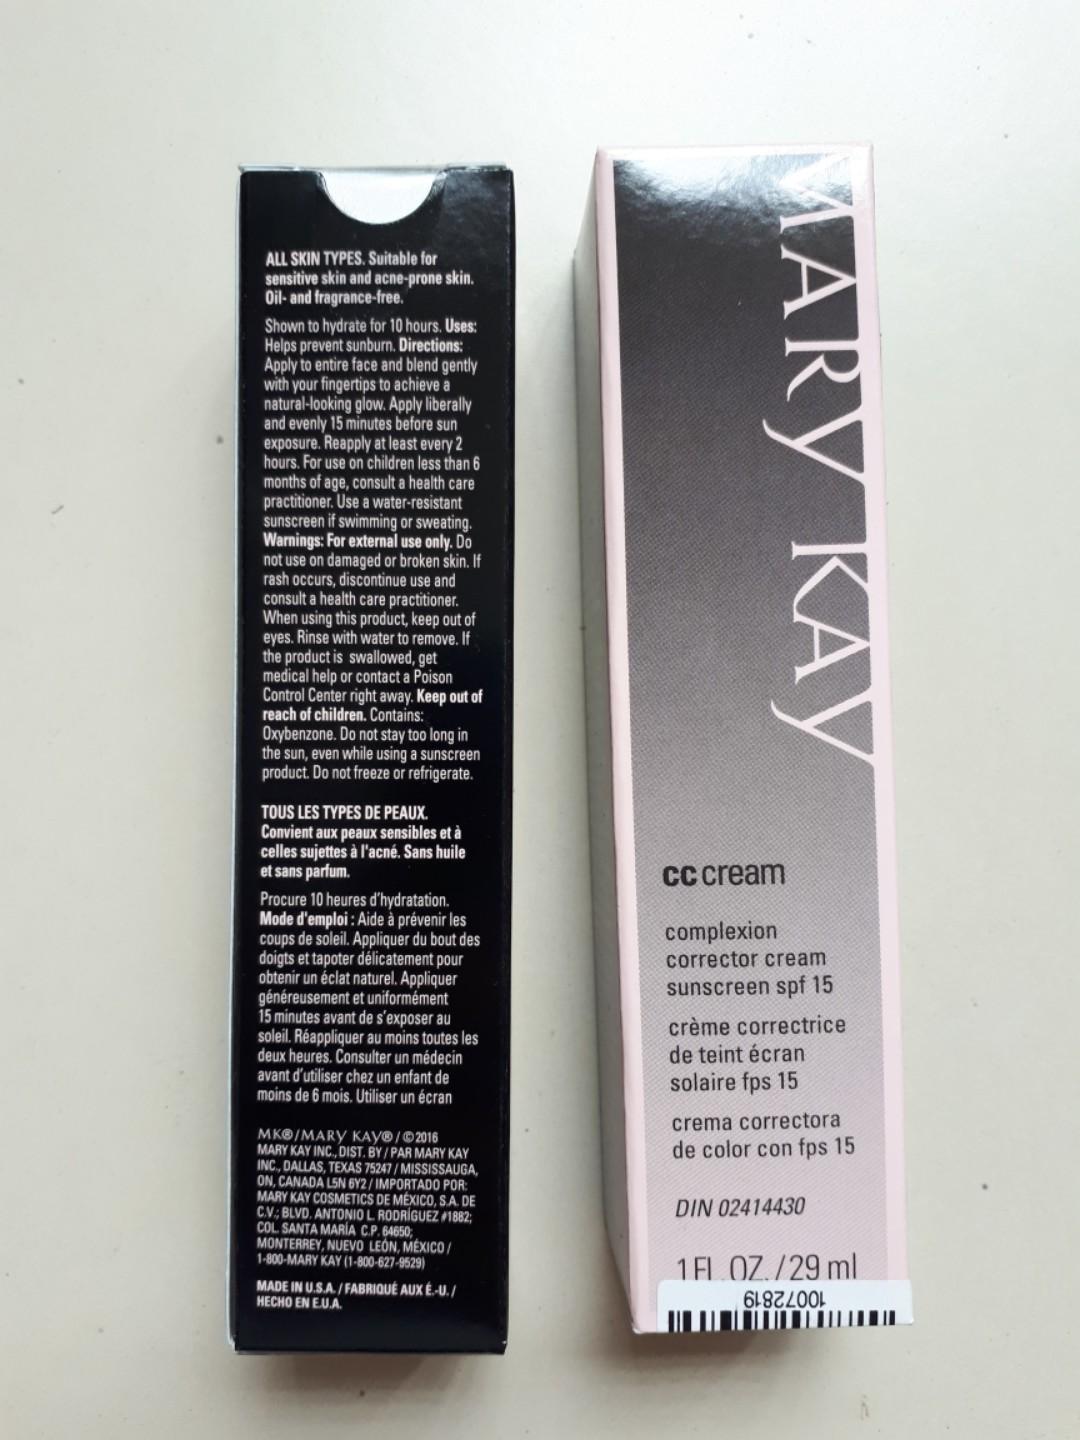 ALL SKIN TYPES. Suitable for
sensitive skin and acne-prone skin.
Oil- and fragrance-free.
Shown to hydrate for 10 hours. Uses:
Helps prevent sunburn. Directions:
Apply to entire face and blend gently
with your fingertips to achieve a
natural-looking glow. Apply liberally
and evenly 15 minutes before sun
exposure. Reapply at least every 2
hours. For use on children less than 6
months of age, consult a health care
practitioner. Use a water-resistant
sunscreen if swimming or sweating.
Warnings: For external use only. Do
not use on damaged or broken skin. If
rash occurs, discontinue use and
consult a health care practitioner.
When using this product, keep out of
eyes. Rinse with water to remove. If
the product is swallowed, get
medical help or contact a Poison
Control Center right away. Keep out of
reach of children. Contains:
Oxybenzone. Do not stay too long in
the sun, even while using a sunscreen
product. Do not freeze or refrigerate.
TOUS LES TYPES DE PEAUX.
Convient aux peaux sensibles et à
celles sujettes à l'acné. Sans huile
et sans parfum.
Procure 10 heures d'hydratation.
Mode d'emploi : Aide à prévenir les
coups de soleil. Appliquer du bout des
doigts et tapoter délicatement pour
obtenir un éclat naturel. Appliquer
généreusement et uniformément
15 minutes avant de s'exposer au
soleil. Réappliquer au moins toutes les
deux heures. Consulter un médecin
avant d'utiliser chez un enfant de
moins de 6 mois. Utiliser un écran
MK®/MARY KAY®/©2016
MARY KAY INC., DIST. BY / PAR MARY KAY
INC., DALLAS, TEXAS 75247 / MISSISSAUGA,
ON, CANADA L5N 6Y2 / IMPORTADO POR:
MARY KAY COSMETICS DE MÉXICO, S.A. DE
C.V.; BLVD. ANTONIO L. RODRÍGUEZ #1882;
COL. SANTA MARÍA C.P. 64650;
MONTERREY, NUEVO LEÓN, MÉXICO /
1-800-MARY KAY (1-800-627-9529)
MADE IN U.S.A. / FABRIQUÉ AUX É.-U. /
HECHO EN E.U.A.
MARY KAY
cc cream
complexion
corrector cream
sunscreen spf 15
crème correctrice
de teint écran
solaire fps 15
crema correctora
de color con fps 15
DIN 02414430
1 FL. OZ. / 29 ml
10072819